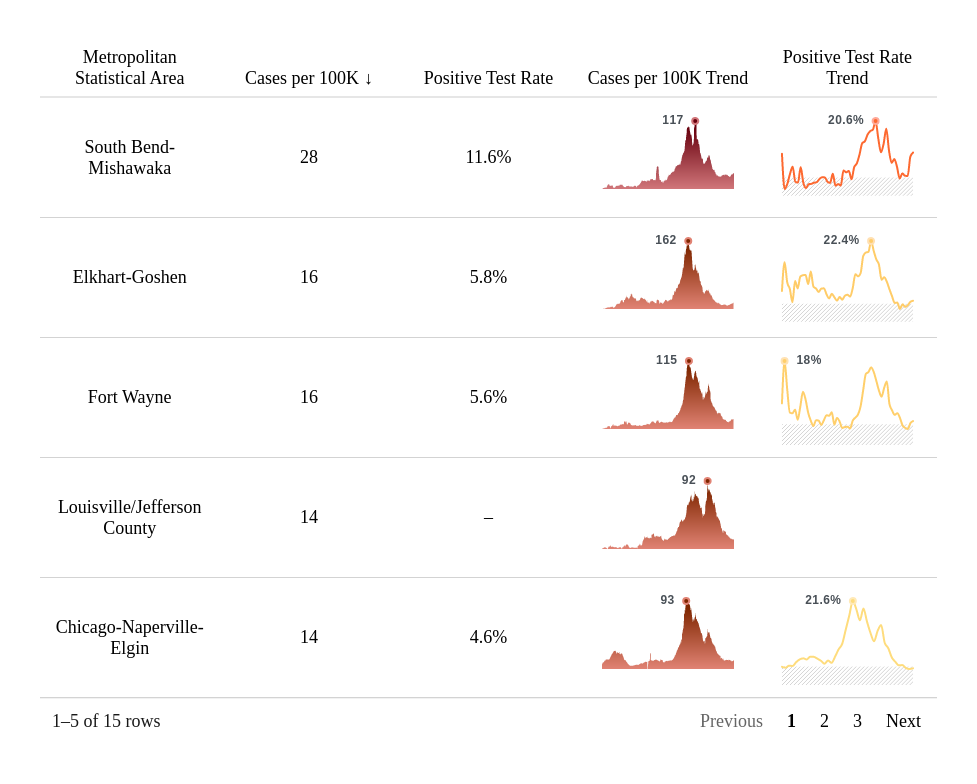 Metropolitan
Statistical Area
Cases per 100K ↓
Positive Test Rate
Cases per 100K Trend
Positive Test Rate
Trend
South Bend-
Mishawaka
28
11.6%
117
20.6%
Elkhart-Goshen
16
5.8%
162
22.4%
Fort Wayne
16
5.6%
115
18%
Louisville/Jefferson
County
14
–
92
Chicago-Naperville-
Elgin
14
4.6%
93
21.6%
1–5 of 15 rows
Previous 1 2 3 Next